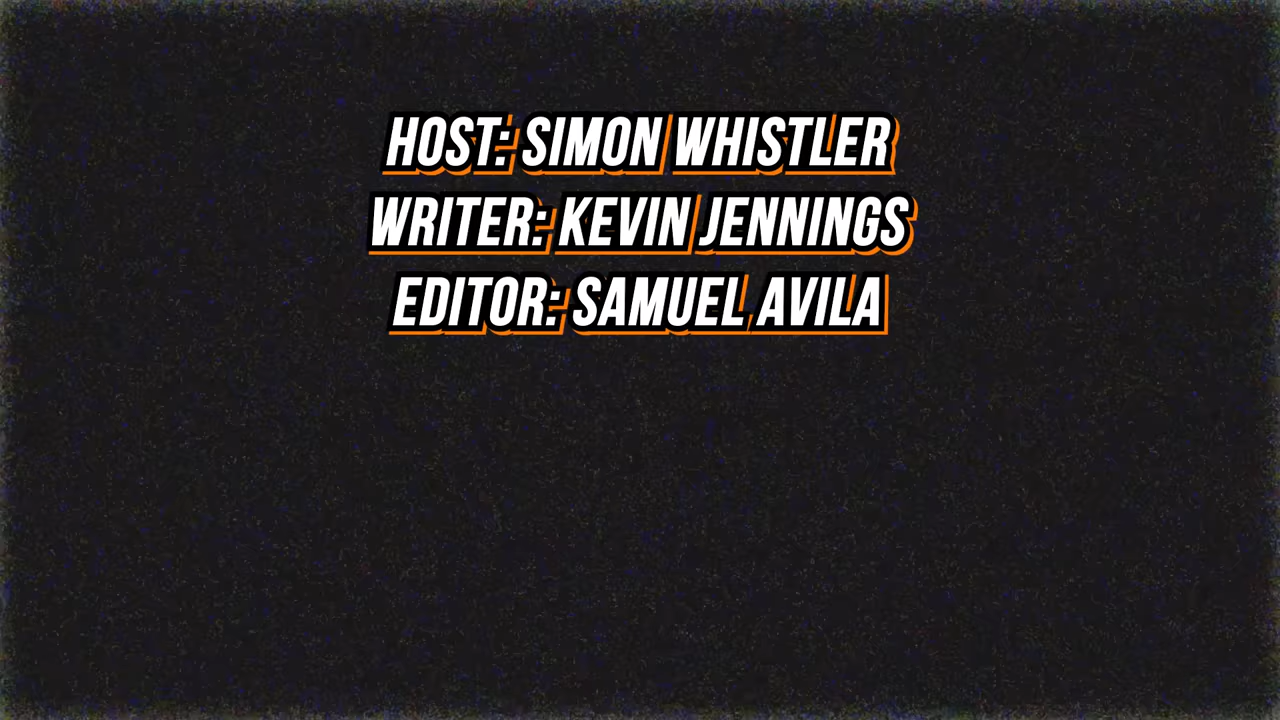 HOST: SIMON WHISTLER
WRITER: KEVIN JENNINGS
EDITOR: SAMUEL AVILA